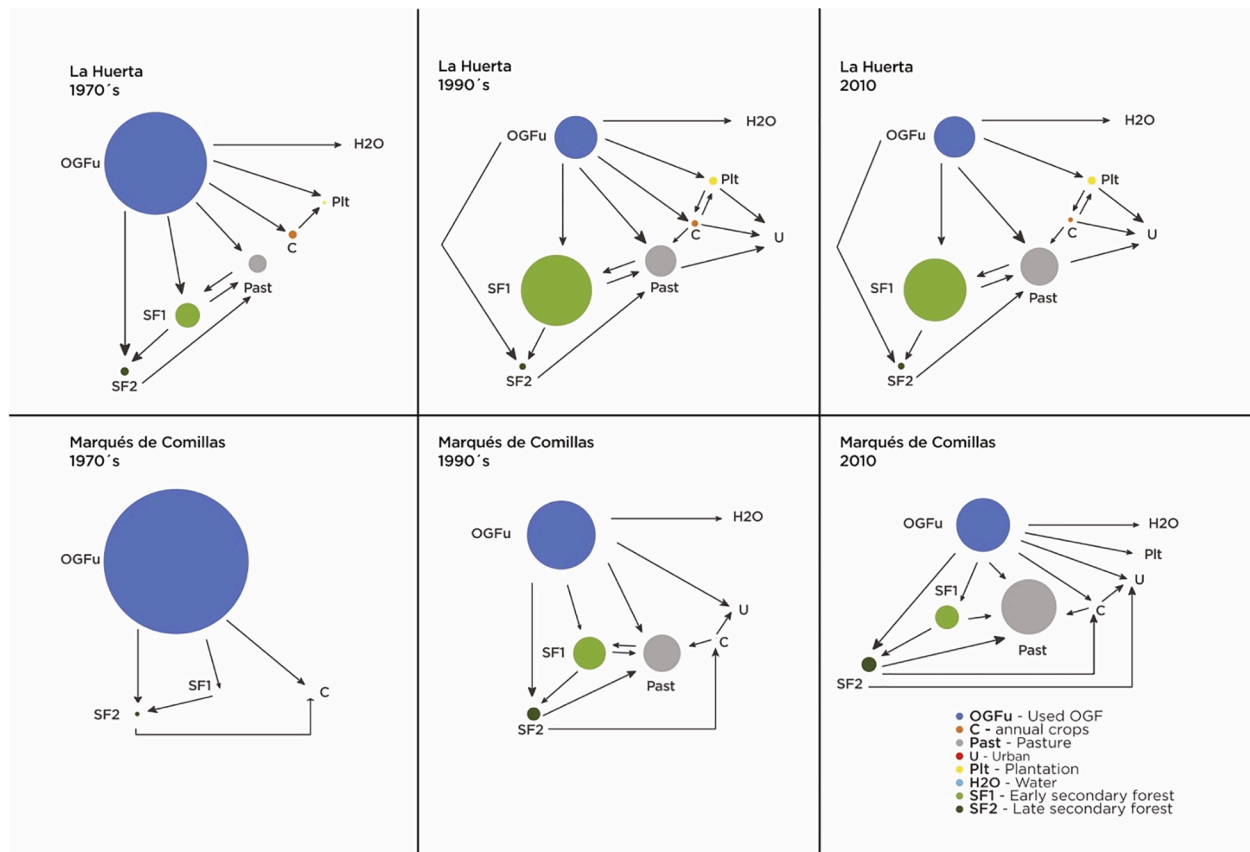 La Huerta
1970´s
OGFu
H2O
Plt
C
Past
SF1
SF2
La Huerta
1990´s
OGFu
H2O
Plt
C
U
SF1
Past
SF2
La Huerta
2010
OGFu
H2O
Plt
C
U
SF1
Past
SF2
Marqués de Comillas
1970´s
OGFu
SF1
C
SF2
Marqués de Comillas
1990´s
OGFu
H2O
U
C
SF1
Past
SF2
Marqués de Comillas
2010
OGFu
H2O
Plt
U
SF1
C
Past
SF2
OGFu - Used OGF
C - annual crops
Past - Pasture
U - Urban
Plt - Plantation
H2O - Water
SF1 - Early secondary forest
SF2 - Late secondary forest